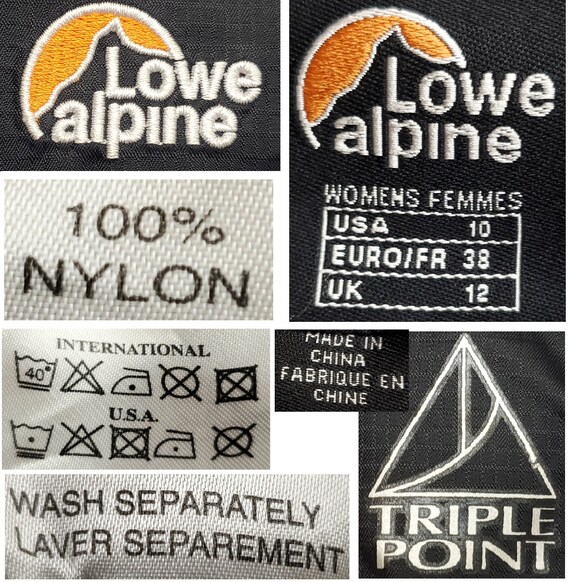 Lowe
alpine
Lowe
alpine
WOMENS FEMMES
USA 10
EURO/FR 38
UK 12
100%
NYLON
INTERNATIONAL
40°
U.S.A.
MADE IN
CHINA
FABRIQUE EN
CHINE
WASH SEPARATELY
LAVER SEPAREMENT
TRIPLE
POINT